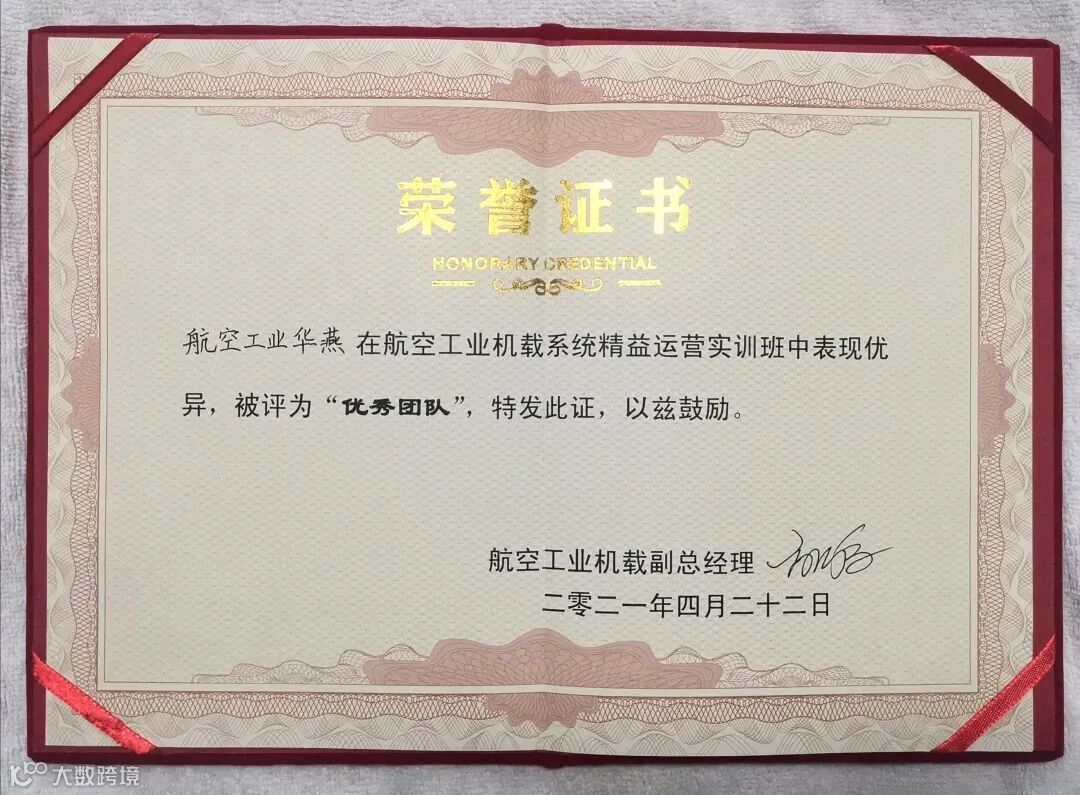 荣誉证书
HONORARY CREDENTIAL
航空工业华燕在航空工业机载系统精益运营实训班中表现优
异，被评为“优秀团队”，特发此证，以兹鼓励。
航空工业机载副总经理
二零二一年四月二十二日
大数跨境